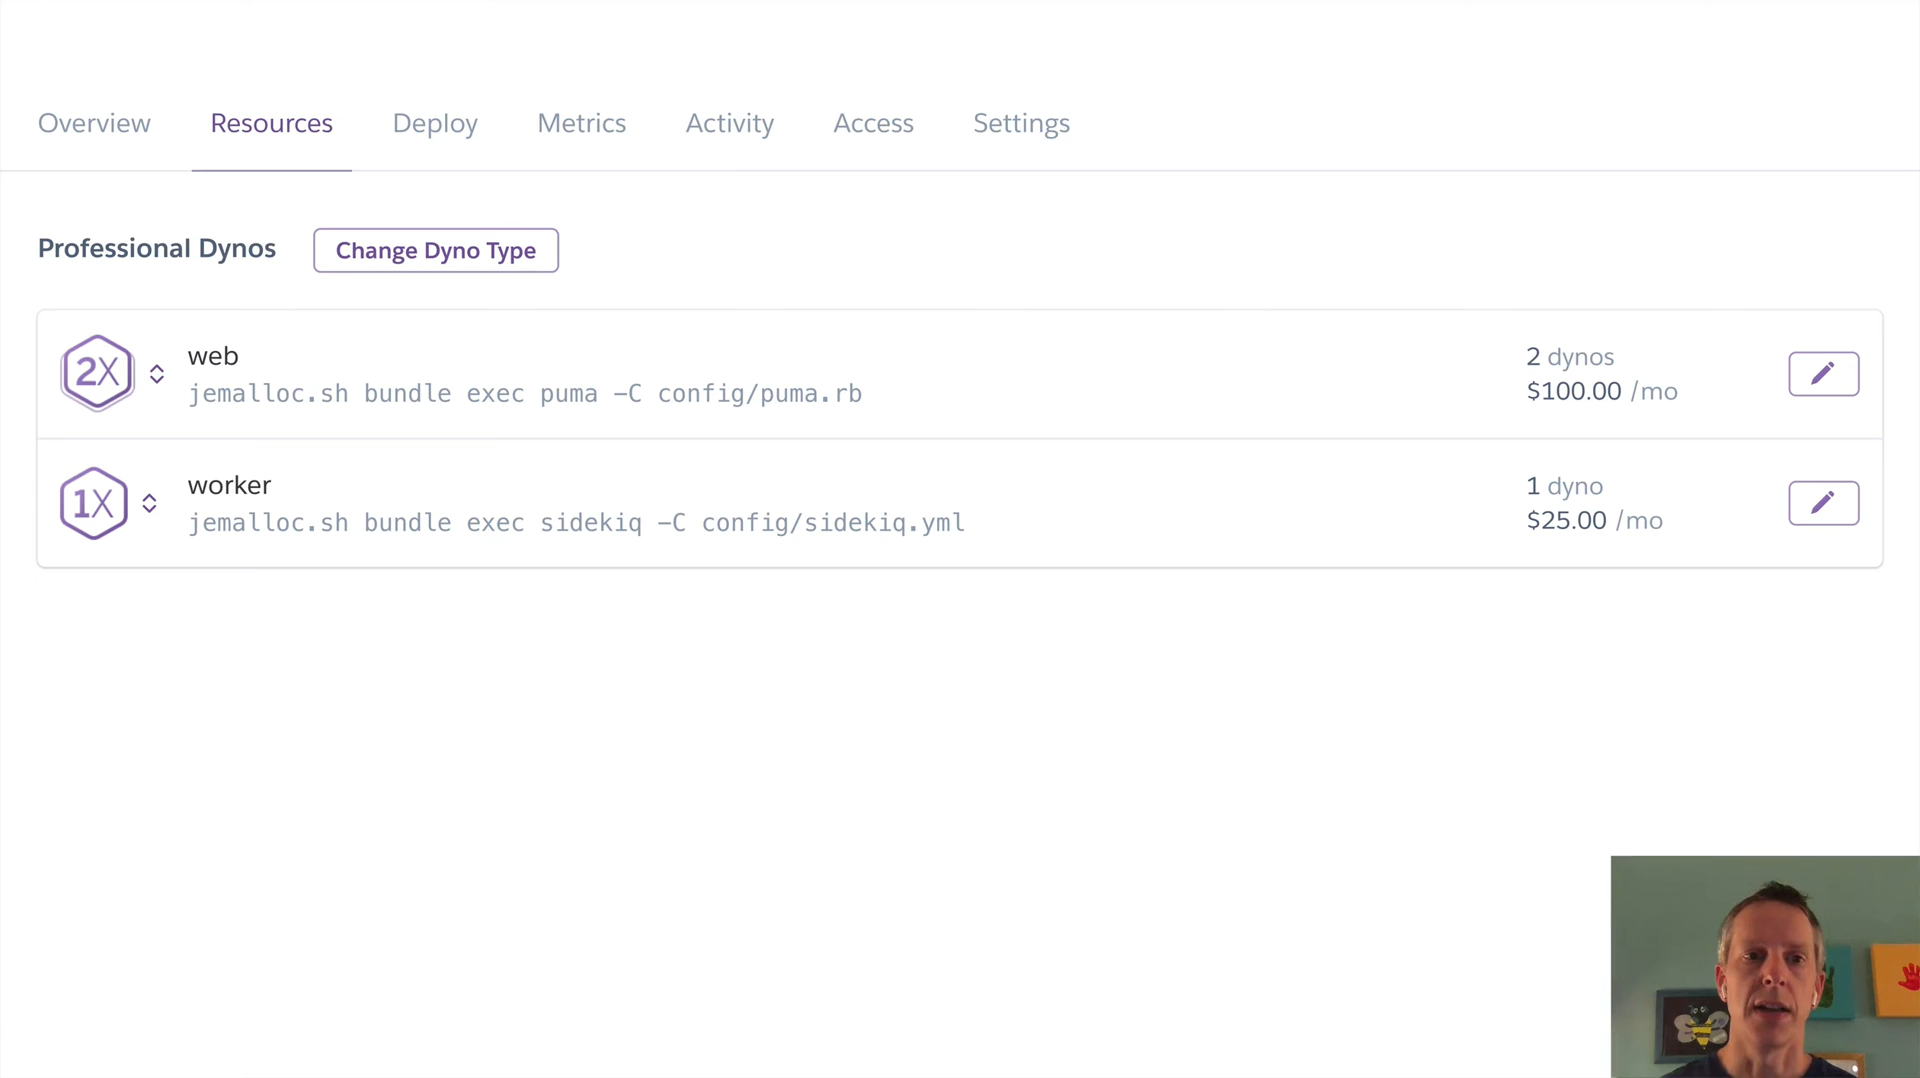 Overview Resources Deploy Metrics Activity Access Settings
Professional Dynos Change Dyno Type
2X web 2 dynos
jemalloc.sh bundle exec puma -C config/puma.rb $100.00 /mo
1X worker 1 dyno
jemalloc.sh bundle exec sidekiq -C config/sidekiq.yml $25.00 /mo